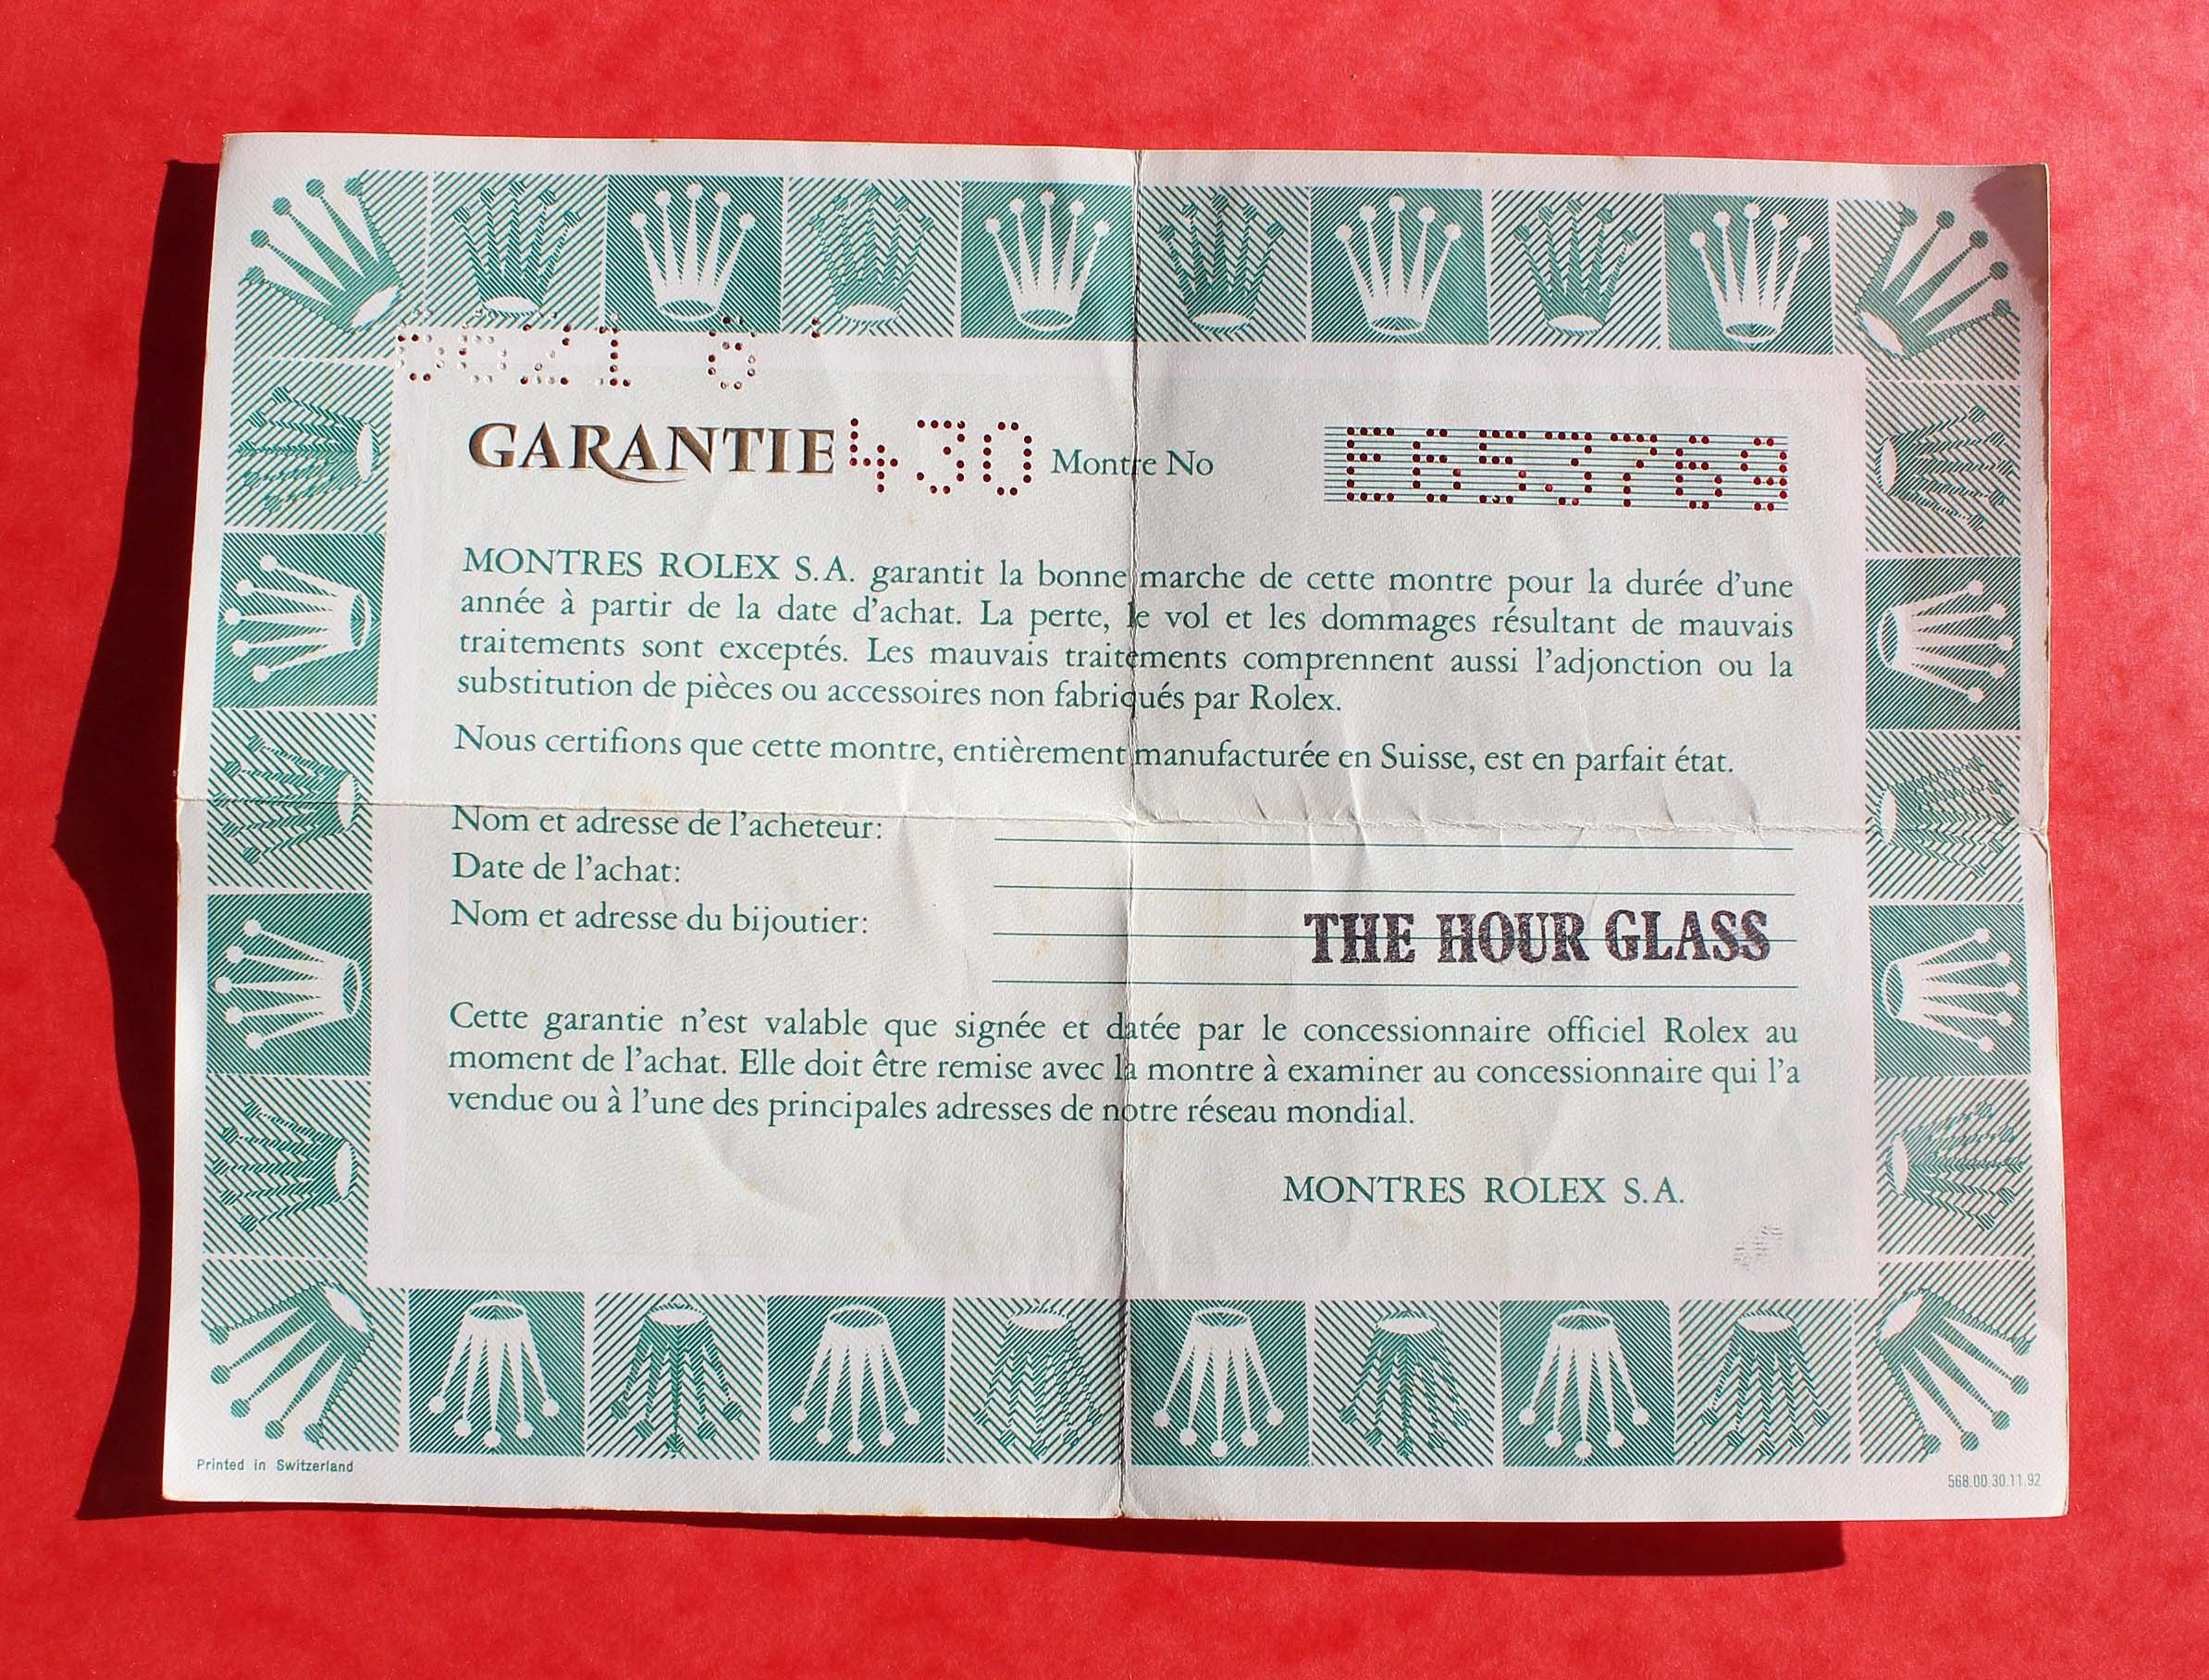 GARANTIE 430 Montre No E653769
MONTRES ROLEX S.A. garantit la bonne marche de cette montre pour la durée d'une
année à partir de la date d'achat. La perte, le vol et les dommages résultant de mauvais
traitements sont exceptés. Les mauvais traitements comprennent aussi l'adjonction ou la
substitution de pièces ou accessoires non fabriqués par Rolex.
Nous certifions que cette montre, entièrement manufacturée en Suisse, est en parfait état.
Nom et adresse de l'acheteur:
Date de l'achat:
Nom et adresse du bijoutier:
THE HOUR GLASS
Cette garantie n'est valable que signée et datée par le concessionnaire officiel Rolex au
moment de l'achat. Elle doit être remise avec la montre à examiner au concessionnaire qui l'a
vendue ou à l'une des principales adresses de notre réseau mondial.
MONTRES ROLEX S.A.
Printed in Switzerland
568.00.30.11.92